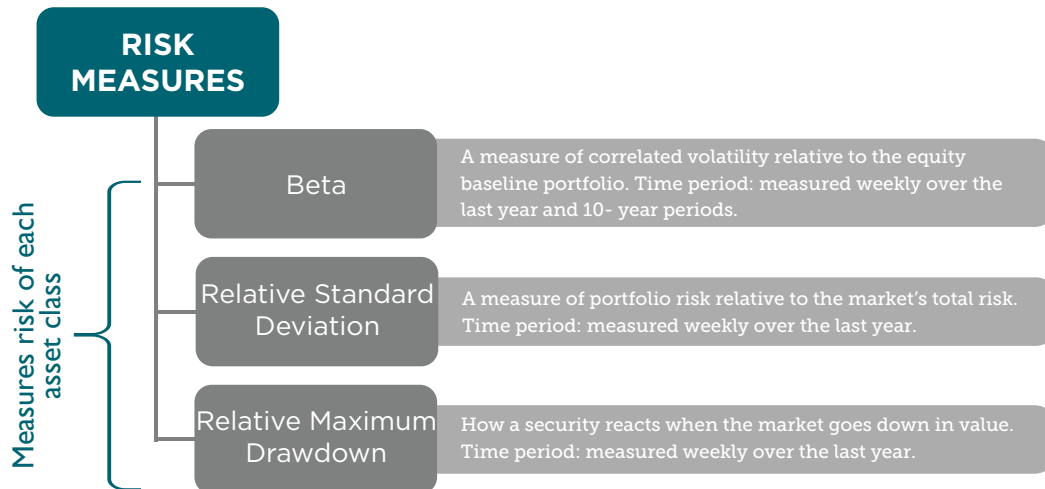 RISK
MEASURES
Measures risk of each
asset class
Beta
A measure of correlated volatility relative to the equity
baseline portfolio. Time period: measured weekly over the
last year and 10- year periods.
Relative Standard
Deviation
A measure of portfolio risk relative to the market’s total risk.
Time period: measured weekly over the last year.
Relative Maximum
Drawdown
How a security reacts when the market goes down in value.
Time period: measured weekly over the last year.